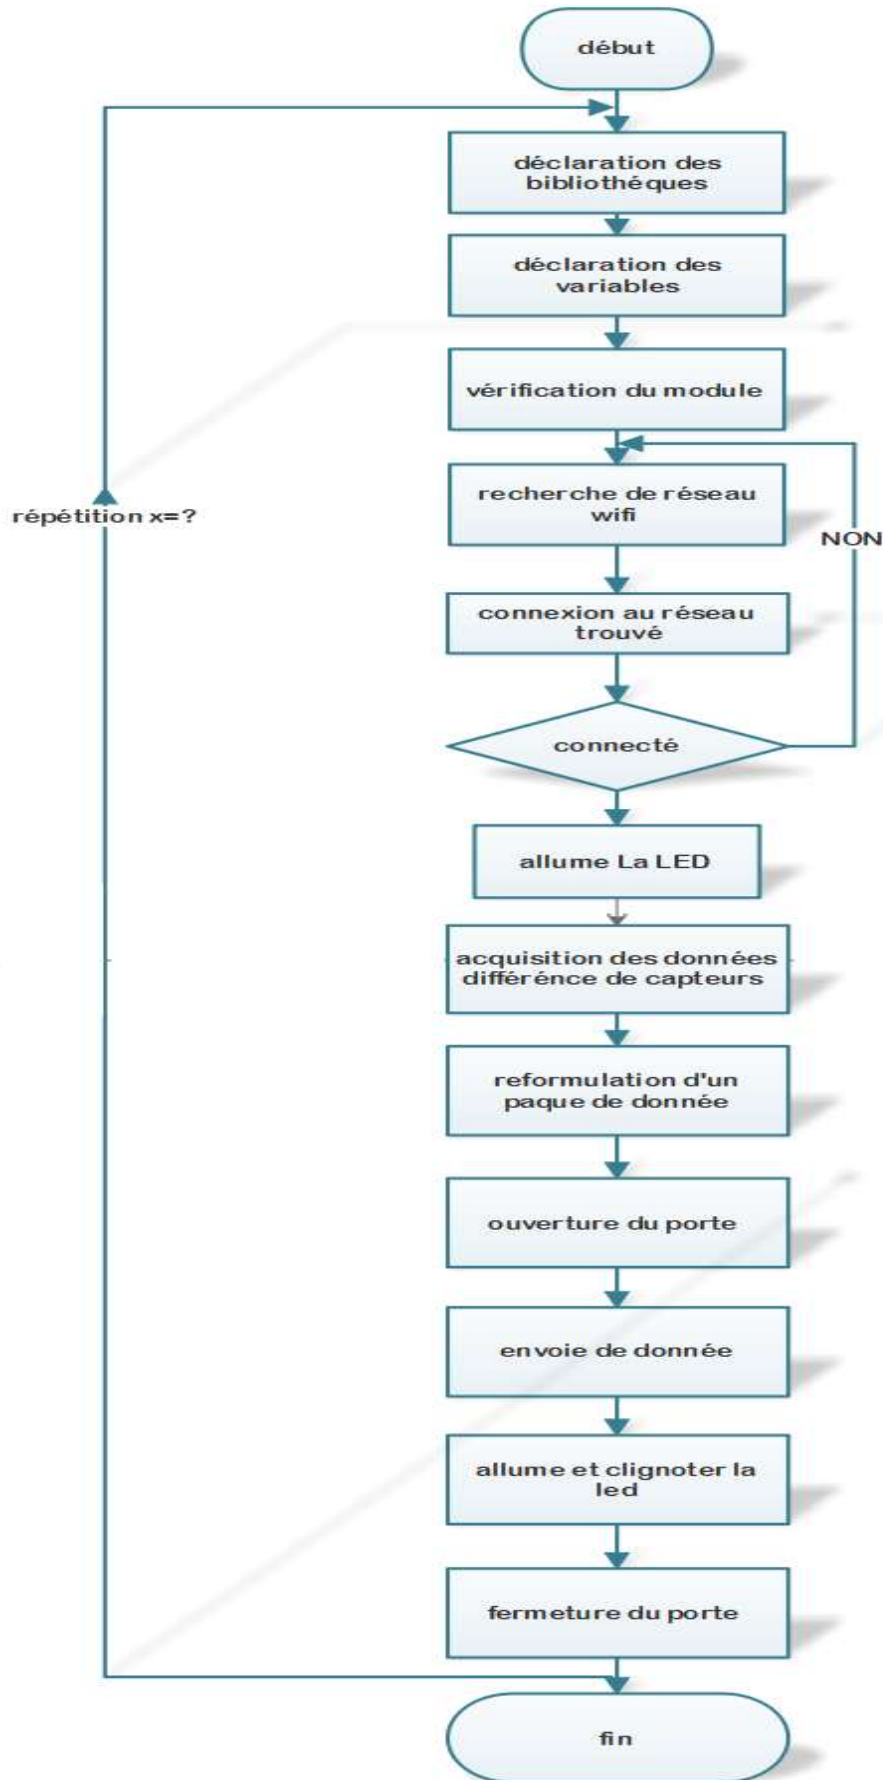 début
déclaration des
bibliothéques
déclaration des
variables
vérification du module
recherche de réseau
wifi
répétition x=?
NON
connexion au réseau
trouvé
connecté
allume La LED
acquisition des données
différénce de capteurs
reformulation d'un
paque de donnée
ouverture du porte
envoie de donnée
allume et clignoter la
led
fermeture du porte
fin